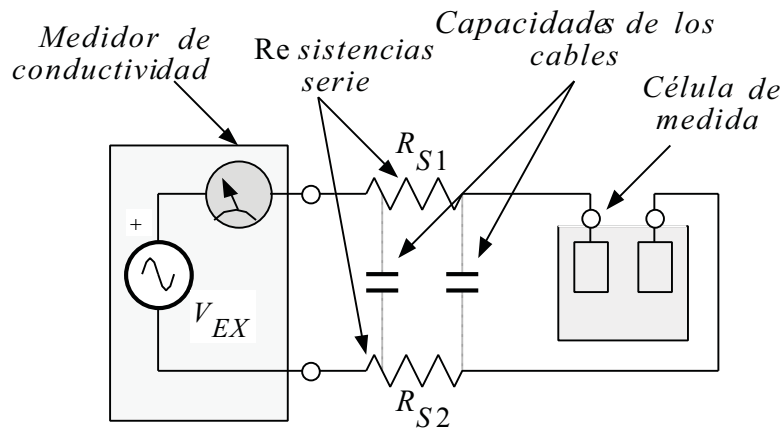 Medidor de
conductividad
Re sistencias
serie
Capacidades de los
cables
Célula de
medida
R S1
+
V EX
R S2